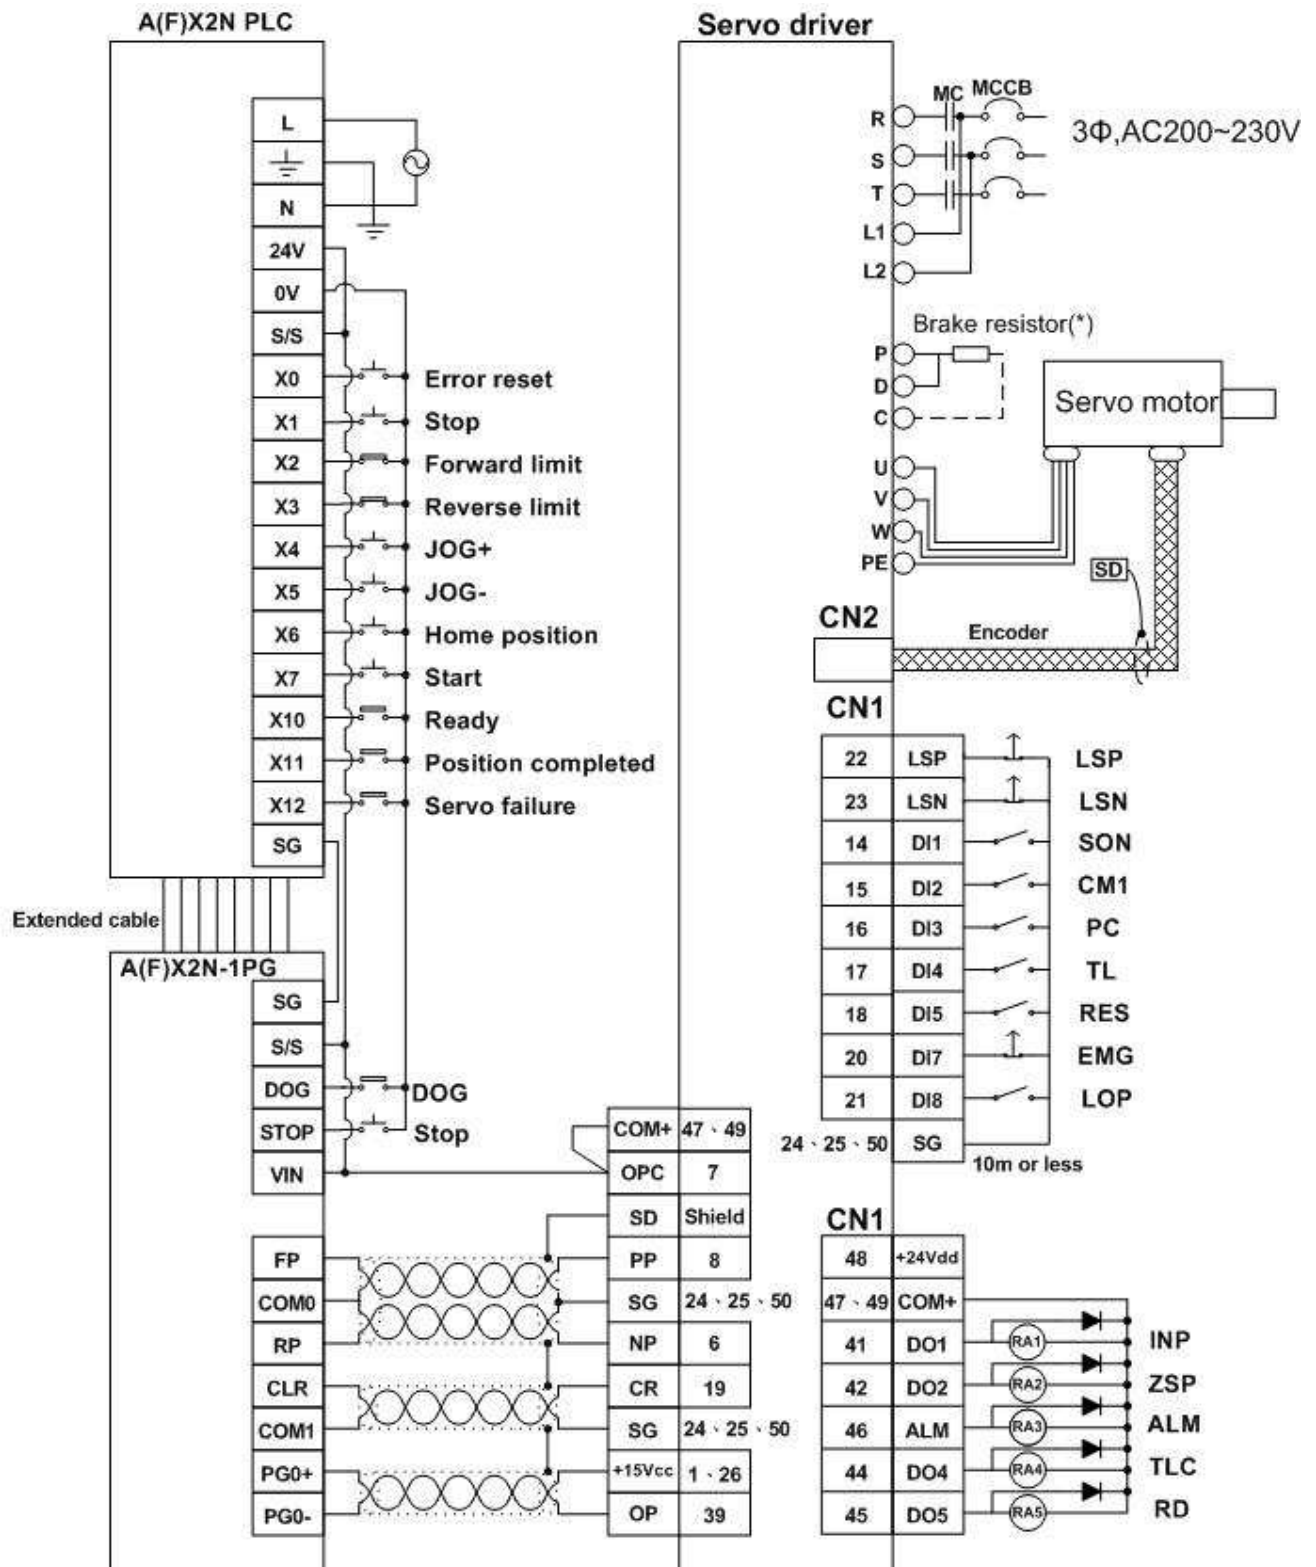 A(F)X2N PLC
L
N
24V
0V
S/S
X0 Error reset
X1 Stop
X2 Forward limit
X3 Reverse limit
X4 JOG+
X5 JOG-
X6 Home position
X7 Start
X10 Ready
X11 Position completed
X12 Servo failure
SG
Extended cable
A(F)X2N-1PG
SG
S/S
DOG DOG
STOP Stop
VIN
FP
COM0
RP
CLR
COM1
PG0+
PG0-
Servo driver
COM+ 47、49
OPC 7
SD Shield
PP 8
SG 24、25、50
NP 6
CR 19
SG 24、25、50
+15Vcc 1、26
OP 39
MC MCCB
R
S
T
L1
L2
3Φ,AC200~230V
Brake resistor(*)
P
D
C
Servo motor
U
V
W
PE
SD
CN2
Encoder
CN1
22 LSP LSP
23 LSN LSN
14 DI1 SON
15 DI2 CM1
16 DI3 PC
17 DI4 TL
18 DI5 RES
20 DI7 EMG
21 DI8 LOP
24、25、50 SG
10m or less
CN1
48 +24Vdd
47、49 COM+
41 DO1 RA1 INP
42 DO2 RA2 ZSP
46 ALM RA3 ALM
44 DO4 RA4 TLC
45 DO5 RA5 RD